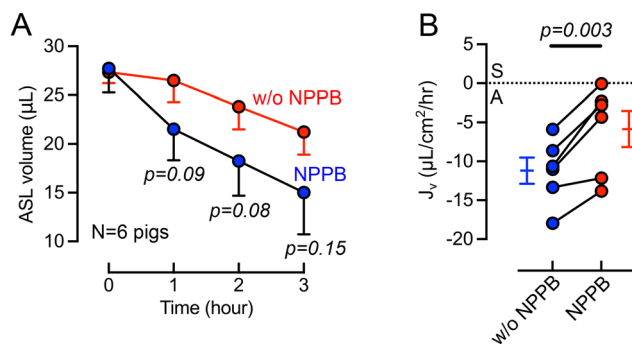 A
30
25
20
15
10
ASL volume (µL)
w/o NPPB
NPPB
p=0.09
p=0.08
p=0.15
N=6 pigs
0 1 2 3
Time (hour)
B
p=0.003
5
0
-5
-10
-15
-20
S
A
Jv (µL/cm²/hr)
w/o NPPB
NPPB